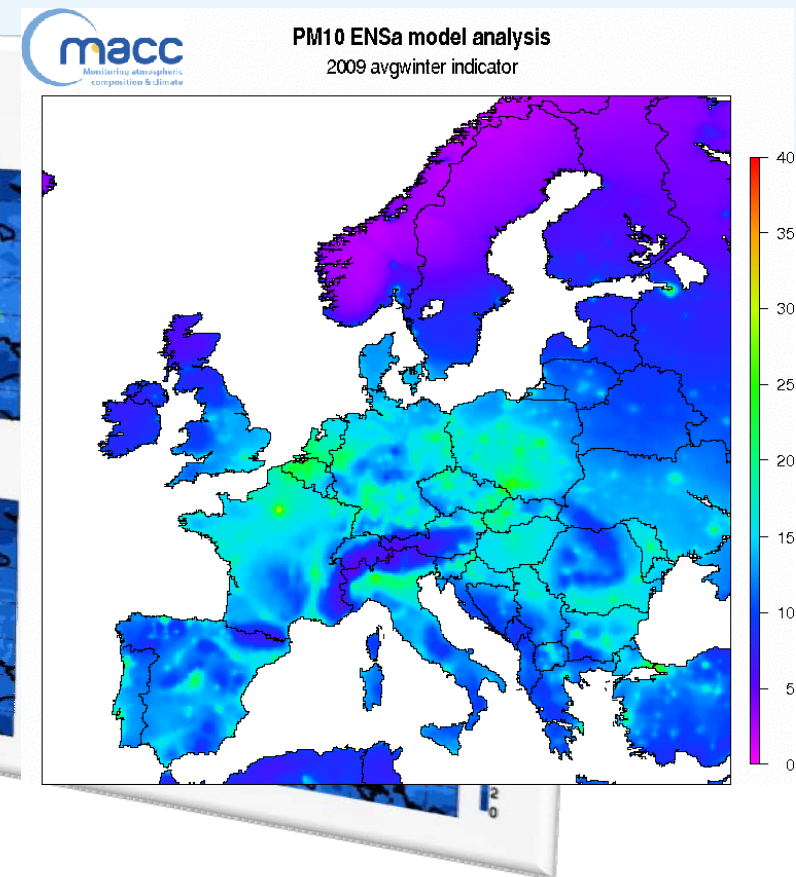 macc
Monitoring atmospheric
composition & climate
PM10 ENSa model analysis
2009 avgwinter indicator
40
35
30
25
20
15
10
5
0
2
0